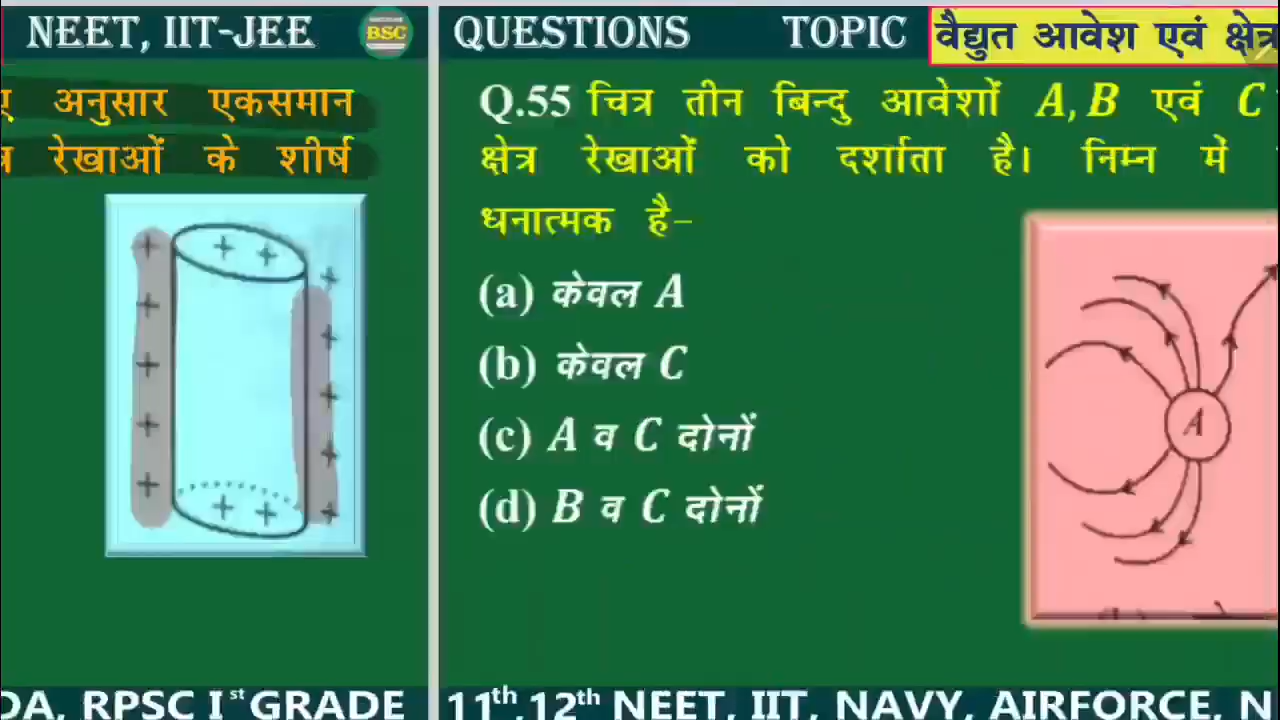 NEET, IIT-JEE
BSC
अनुसार एकसमान
रेखाओं के शीर्ष
DA, RPSC Iˢᵗ GRADE
QUESTIONS TOPIC वैद्युत आवेश एवं क्षेत्र
Q.55 चित्र तीन बिन्दु आवेशों A, B एवं C
क्षेत्र रेखाओं को दर्शाता है। निम्न में
धनात्मक है–
(a) केवल A
(b) केवल C
(c) A व C दोनों
(d) B व C दोनों
A
11ᵗʰ,12ᵗʰ NEET, IIT, NAVY, AIRFORCE, N